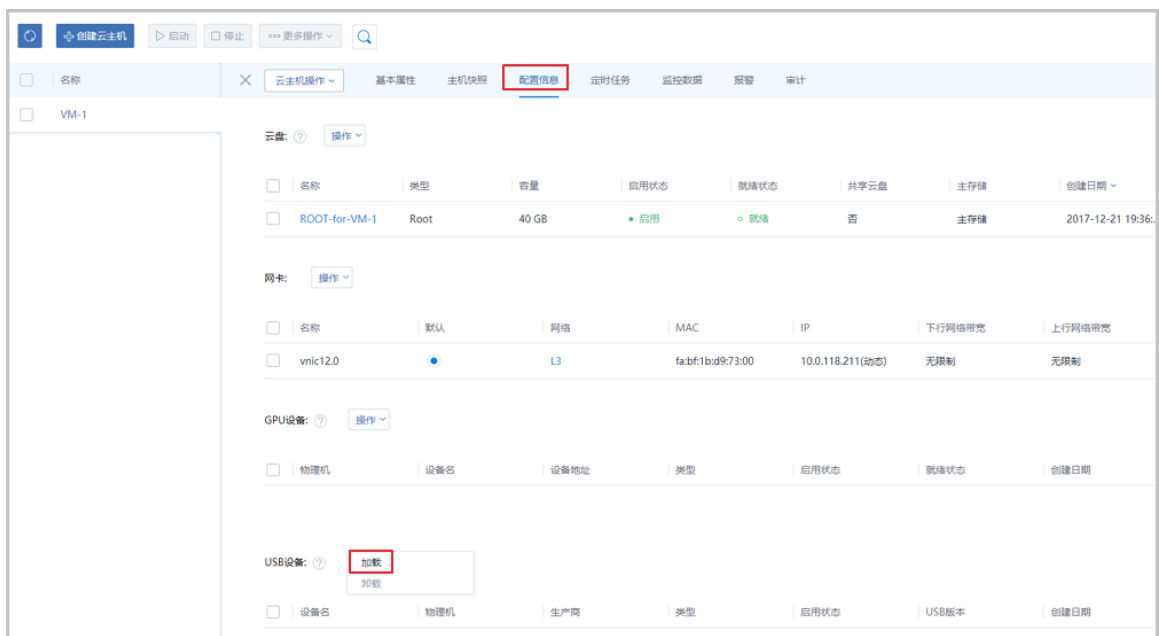 创建云主机 启动 停止 更多操作
名称 云主机操作 基本属性 主机快照 配置信息 定时任务 监控数据 报警 审计
VM-1
云盘: ? 操作
名称 类型 容量 启用状态 就绪状态 共享云盘 主存储 创建日期
ROOT-for-VM-1 Root 40 GB 启用 就绪 否 主存储 2017-12-21 19:36:..
网卡: 操作
名称 默认 网络 MAC IP 下行网络带宽 上行网络带宽
vnic12.0 L3 fa:bf:1b:d9:73:00 10.0.118.211(动态) 无限制 无限制
GPU设备: ? 操作
物理机 设备名 设备地址 类型 启用状态 就绪状态 创建日期
USB设备: ? 加载
卸载
设备名 物理机 生产商 类型 启用状态 USB版本 创建日期